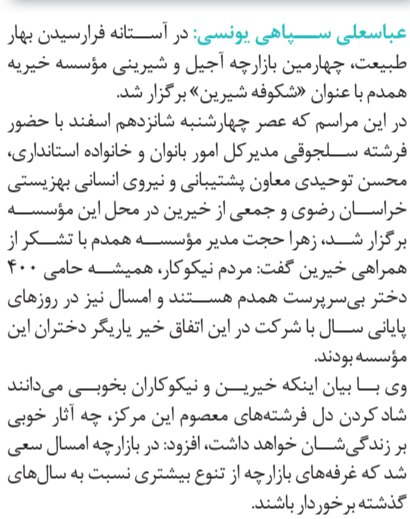 عباسعلی سپاهی یونسی: در آستانه فرارسیدن بهار
طبیعت، چهارمین بازارچه آجیل و شیرینی مؤسسه خیریه
همدم با عنوان «شکوفه شیرین» برگزار شد.
در این مراسم که عصر چهارشنبه شانزدهم اسفند با حضور
فرشته سلجوقی مدیرکل امور بانوان و خانواده استانداری،
محسن توحیدی معاون پشتیبانی و نیروی انسانی بهزیستی
خراسان رضوی و جمعی از خیرین در محل این مؤسسه
برگزار شد، زهرا حجت مدیر مؤسسه همدم با تشکر از
همراهی خیرین گفت: مردم نیکوکار، همیشه حامی ۴۰۰
دختر بی‌سرپرست همدم هستند و امسال نیز در روزهای
پایانی سال با شرکت در این اتفاق خیر یاریگر دختران این
مؤسسه بودند.
وی با بیان اینکه خیرین و نیکوکاران بخوبی می‌دانند
شاد کردن دل فرشته‌های معصوم این مرکز، چه آثار خوبی
بر زندگی‌شان خواهد داشت، افزود: در بازارچه امسال سعی
شد که غرفه‌های بازارچه از تنوع بیشتری نسبت به سال‌های
گذشته برخوردار باشند.